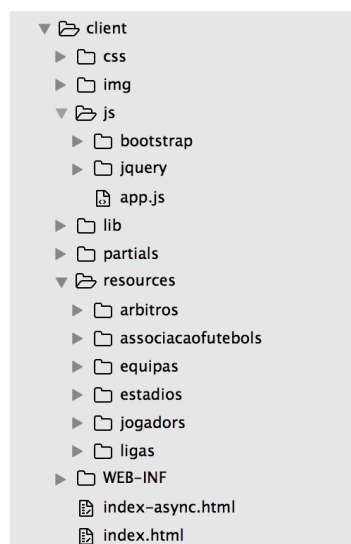 client
css
img
js
bootstrap
jquery
app.js
lib
partials
resources
arbitros
associacaofutebols
equipas
estadios
jogadors
ligas
WEB-INF
index-async.html
index.html